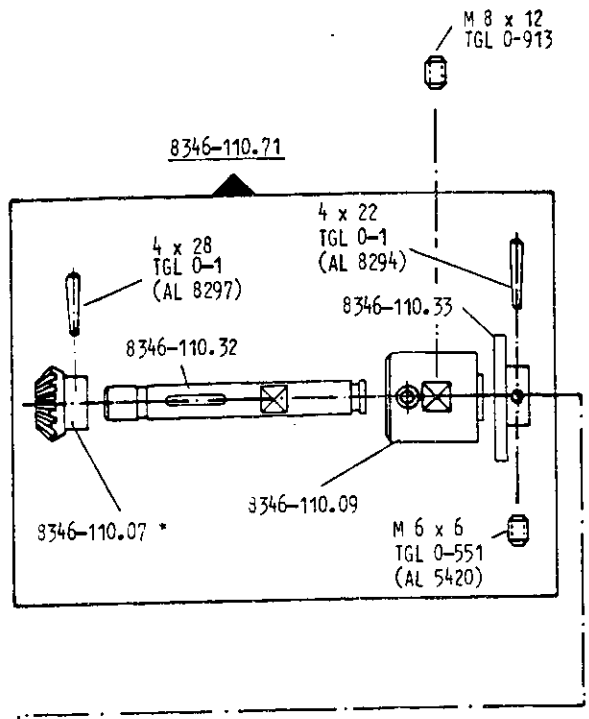 M 8 x 12
TGL 0-913
8346-110.71
4 x 28
TGL 0-1
(AL 8297)
4 x 22
TGL 0-1
(AL 8294)
8346-110.33
8346-110.32
8346-110.09
8346-110.07 *
M 6 x 6
TGL 0-551
(AL 5420)